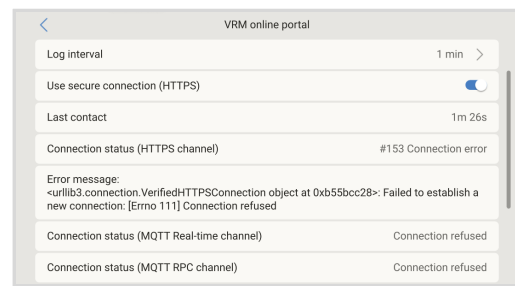 VRM online portal
Log interval 1 min
Use secure connection (HTTPS)
Last contact 1m 26s
Connection status (HTTPS channel) #153 Connection error
Error message:
<urllib3.connection.VerifiedHTTPSConnection object at 0xb55bcc28>: Failed to establish a
new connection: [Errno 111] Connection refused
Connection status (MQTT Real-time channel) Connection refused
Connection status (MQTT RPC channel) Connection refused